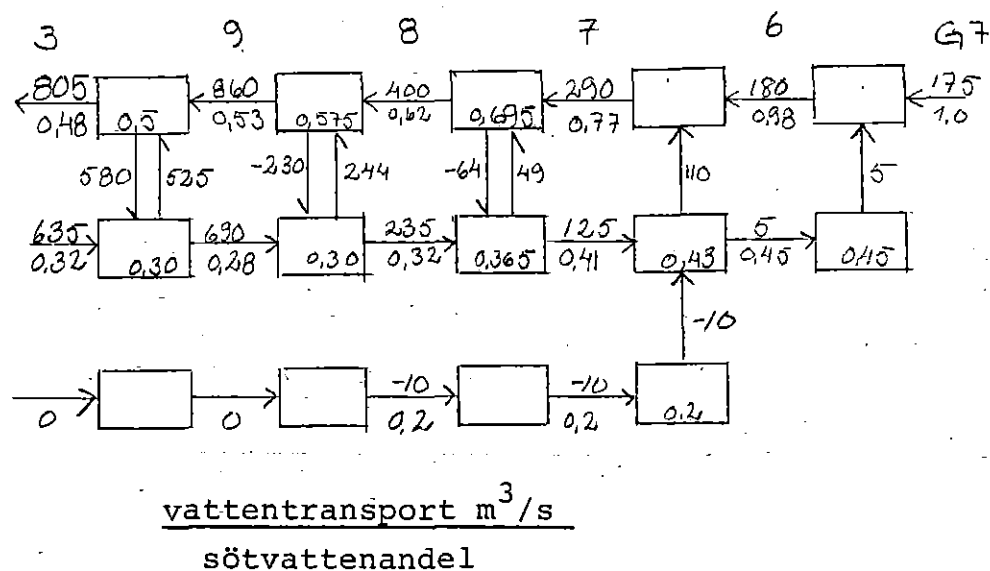 3 9 8 7 6 G7
805 860 400 290 180 175
0,48 0,5 0,53 0,575 0,62 0,695 0,77 0,98 1,0
580 525 -230 244 -64 49 110 5
635 690 235 125 5
0,32 0,30 0,28 0,30 0,32 0,365 0,41 0,43 0,45 0,45
-10
-10 -10
0 0 0,2 0,2 0,2
vattentransport m³/s
sötvattenandel